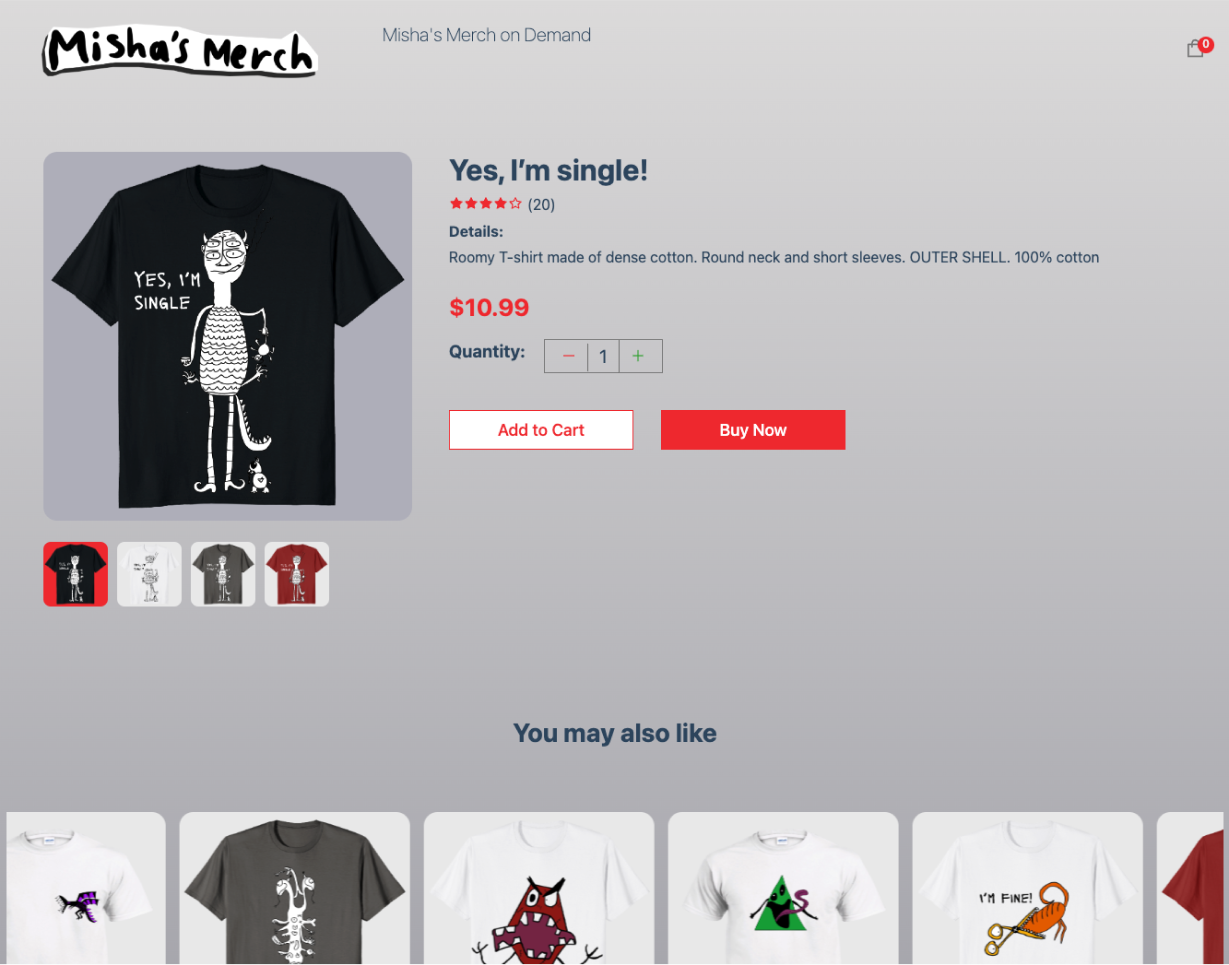 Misha's Merch
Misha's Merch on Demand
0
Yes, I’m single!
(20)
Details:
Roomy T-shirt made of dense cotton. Round neck and short sleeves. OUTER SHELL. 100% cotton
$10.99
Quantity:
− 1 +
Add to Cart
Buy Now
YES, I'M
SINGLE
You may also like
I'M FINE!